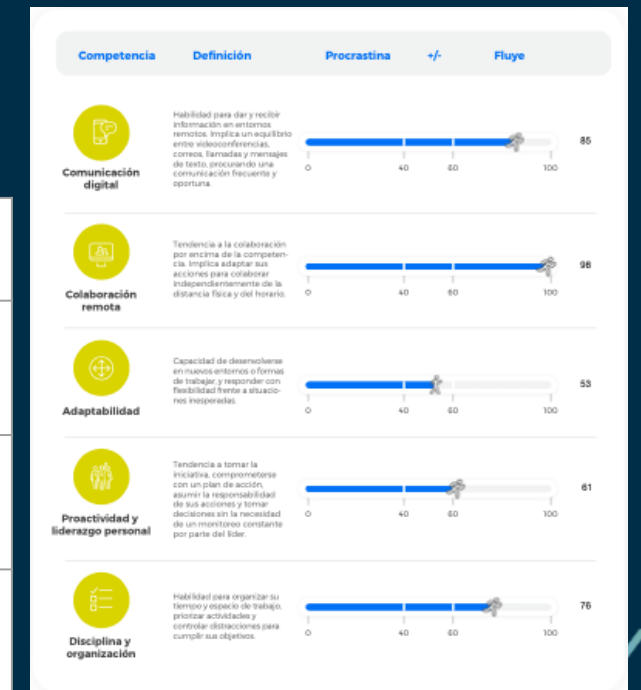 Competencia Definición Procrastina +/- Fluye
Habilidad para dar y recibir
información en entornos
remotos. Implica un equilibrio
entre videoconferencias,
correos, llamadas y mensajes
de texto, procurando una
comunicación frecuente y
oportuna.
Comunicación
digital
0 40 60 100
85
Tendencia a la colaboración
por encima de la competen-
cia. Implica adaptar sus
acciones para colaborar
independientemente de la
distancia física y del horario.
Colaboración
remota
0 40 60 100
98
Capacidad de desenvolverse
en nuevos entornos o formas
de trabajar, y responder con
flexibilidad frente a situacio-
nes inesperadas.
Adaptabilidad
0 40 60 100
53
Tendencia a tomar la
iniciativa, comprometerse
con un plan de acción,
asumir la responsabilidad
de sus acciones y tomar
decisiones sin la necesidad
de un monitoreo constante
por parte del líder.
Proactividad y
liderazgo personal
0 40 60 100
61
Habilidad para organizar su
tiempo y espacio de trabajo,
priorizar actividades y
controlar distracciones para
cumplir sus objetivos.
Disciplina y
organización
0 40 60 100
76